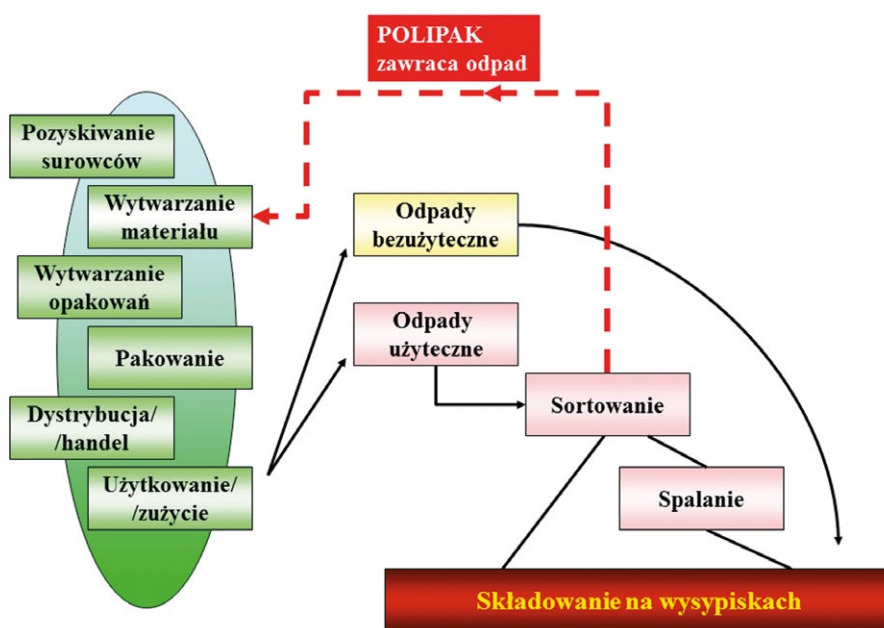 POLIPAK
zawraca odpad
Pozyskiwanie
surowców
Wytwarzanie
materiału
Wytwarzanie
opakowań
Pakowanie
Dystrybucja/
/handel
Użytkowanie/
/zużycie
Odpady
bezużyteczne
Odpady
użyteczne
Sortowanie
Spalanie
Składowanie na wysypiskach